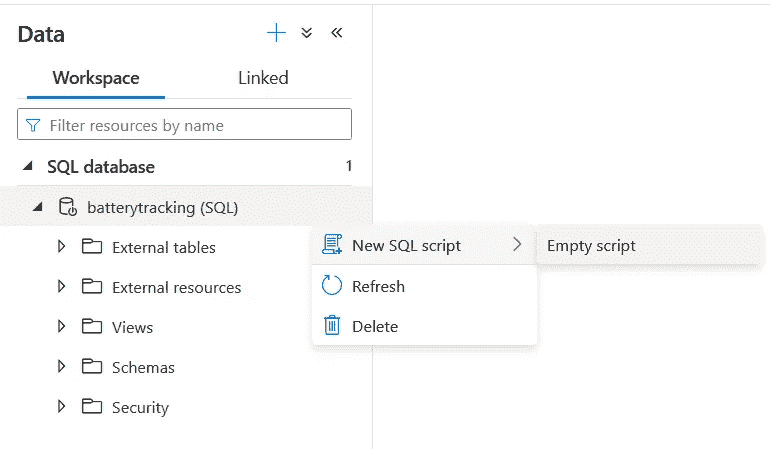 Data
Workspace Linked
Filter resources by name
SQL database 1
batterytracking (SQL)
External tables
New SQL script Empty script
External resources
Refresh
Views
Delete
Schemas
Security